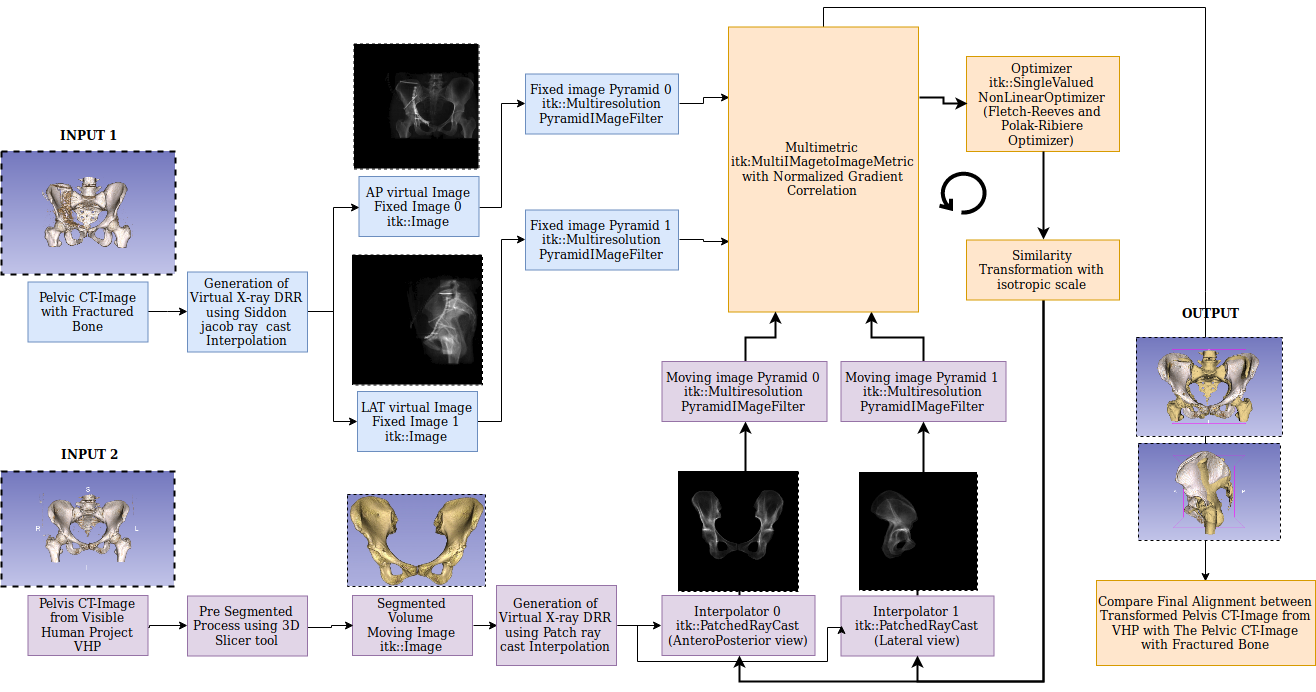 INPUT 1
Pelvic CT-Image
with Fractured
Bone
Generation of
Virtual X-ray DRR
using Siddon
jacob ray cast
Interpolation
AP virtual Image
Fixed Image 0
itk::Image
LAT virtual Image
Fixed Image 1
itk::Image
Fixed image Pyramid 0
itk::Multiresolution
PyramidIMageFilter
Fixed image Pyramid 1
itk::Multiresolution
PyramidIMageFilter
Multimetric
itk:MultiIMagetoImageMetric
with Normalized Gradient
Correlation
Optimizer
itk::SingleValued
NonLinearOptimizer
(Fletch-Reeves and
Polak-Ribiere
Optimizer)
Similarity
Transformation with
isotropic scale
INPUT 2
S
R
L
I
Pelvis CT-Image
from Visible
Human Project
VHP
Pre Segmented
Process using 3D
Slicer tool
Segmented
Volume
Moving Image
itk::Image
Generation of
Virtual X-ray DRR
using Patch ray
cast Interpolation
Interpolator 0
itk::PatchedRayCast
(AnteroPosterior view)
Interpolator 1
itk::PatchedRayCast
(Lateral view)
Moving image Pyramid 0
itk::Multiresolution
PyramidIMageFilter
Moving image Pyramid 1
itk::Multiresolution
PyramidIMageFilter
OUTPUT
Compare Final Alignment between
Transformed Pelvis CT-Image from
VHP with The Pelvic CT-Image
with Fractured Bone